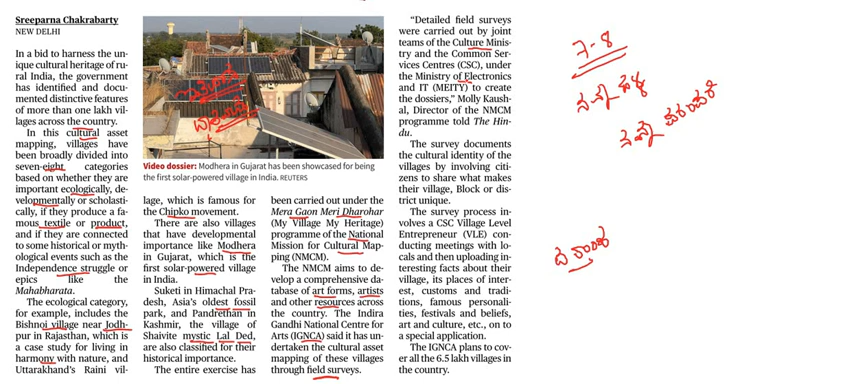 Sreeparna Chakrabarty
NEW DELHI
In a bid to harness the un-
ique cultural heritage of ru-
ral India, the government
has identified and docu-
mented distinctive features
of more than one lakh vil-
lages across the country.
In this cultural asset
mapping, villages have
been broadly divided into
seven-eight categories
based on whether they are
important ecologically, de-
velopmentally or scholasti-
cally, if they produce a fa-
mous textile or product,
and if they are connected
to some historical or myth-
ological events such as the
Independence struggle or
epics like the
Mahabharata.
The ecological category,
for example, includes the
Bishnoi village near Jodh-
pur in Rajasthan, which is
a case study for living in
harmony with nature, and
Uttarakhand's Raini vil-
Video dossier: Modhera in Gujarat has been showcased for being
the first solar-powered village in India. REUTERS
lage, which is famous for
the Chipko movement.
There are also villages
that have developmental
importance like Modhera
in Gujarat, which is the
first solar-powered village
in India.
Suketi in Himachal Pra-
desh, Asia's oldest fossil
park, and Pandrethan in
Kashmir, the village of
Shaivite mystic Lal Ded,
are also classified for their
historical importance.
The entire exercise has
been carried out under the
Mera Gaon Meri Dharohar
(My Village My Heritage)
programme of the National
Mission for Cultural Map-
ping (NMCM).
The NMCM aims to de-
velop a comprehensive da-
tabase of art forms, artists
and other resources across
the country. The Indira
Gandhi National Centre for
Arts (IGNCA) said it has un-
dertaken the cultural asset
mapping of these villages
through field surveys.
"Detailed field surveys
were carried out by joint
teams of the Culture Minis-
try and the Common Ser-
vices Centres (CSC), under
the Ministry of Electronics
and IT (MEITY) to create
the dossiers," Molly Kaush-
al, Director of the NMCM
programme told The Hin-
du.
The survey documents
the cultural identity of the
villages by involving citi-
zens to share what makes
their village, Block or dis-
trict unique.
The survey process in-
volves a CSC Village Level
Entrepreneur (VLE) con-
ducting meetings with lo-
cals and then uploading in-
teresting facts about their
village, its places of inter-
est, customs and tradi-
tions, famous personali-
ties, festivals and beliefs,
art and culture, etc., on to
a special application.
The IGNCA plans to cov-
er all the 6.5 lakh villages in
the country.
7-8
ನನ್ನ ಹಳ್ಳಿ
ನನ್ನ ಪರಂಪರೆ